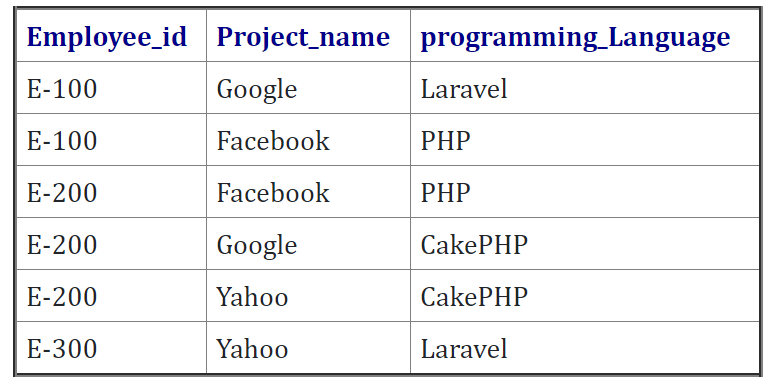 Employee_id Project_name programming_Language
E-100 Google Laravel
E-100 Facebook PHP
E-200 Facebook PHP
E-200 Google CakePHP
E-200 Yahoo CakePHP
E-300 Yahoo Laravel